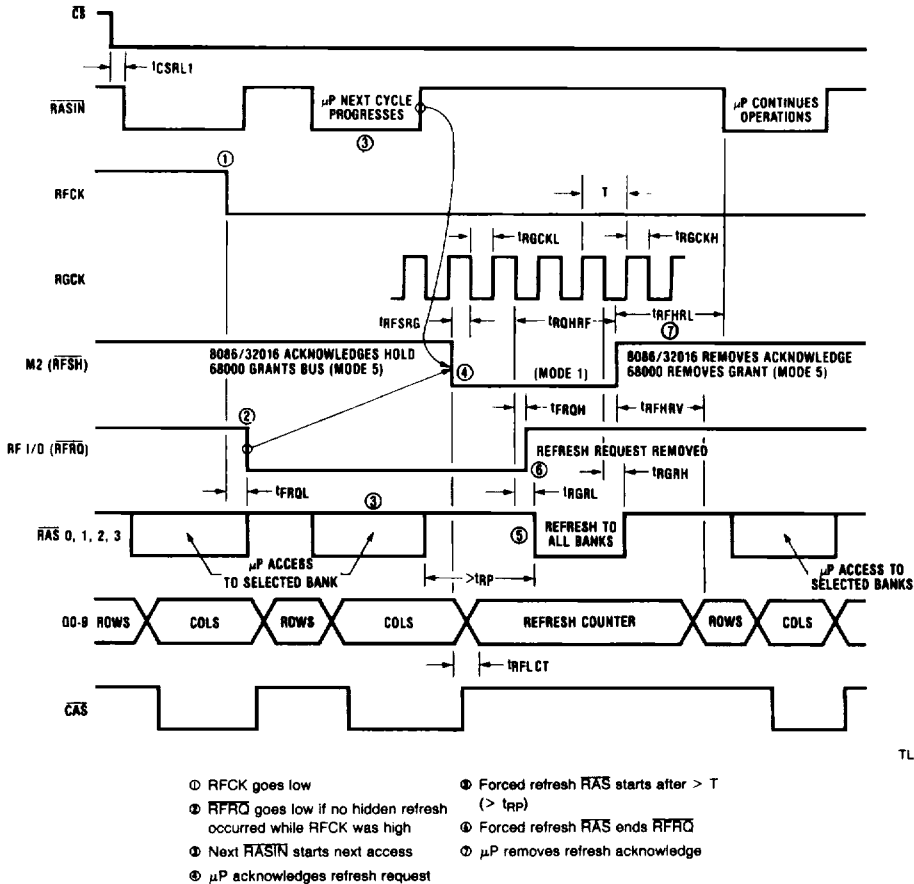 CS
tCSRL1
RASIN
μP NEXT CYCLE
PROGRESSES
③
μP CONTINUES
OPERATIONS
①
RFCK
T
tRGCKL
tRGCKH
RGCK
tRFSRG
tRQHRF
tRFHRL
⑦
M2 (RFSH)
8086/32016 ACKNOWLEDGES HOLD
68000 GRANTS BUS (MODE 5)
④
(MODE 1)
8086/32016 REMOVES ACKNOWLEDGE
68000 REMOVES GRANT (MODE 5)
tFRQH
tRFHRV
②
RF I/O (RFRQ)
REFRESH REQUEST REMOVED
⑥
tFRQL
③
tRGRL
tRGRH
RAS 0, 1, 2, 3
⑤
REFRESH TO
ALL BANKS
μP ACCESS
TO SELECTED BANK
>tRP
μP ACCESS TO
SELECTED BANKS
Q0-9
ROWS
COLS
ROWS
COLS
REFRESH COUNTER
ROWS
COLS
tRFLCT
CAS
TL
① RFCK goes low
② RFRQ goes low if no hidden refresh
occurred while RFCK was high
③ Next RASIN starts next access
④ μP acknowledges refresh request
⑤ Forced refresh RAS starts after > T
(> tRP)
⑥ Forced refresh RAS ends RFRQ
⑦ μP removes refresh acknowledge